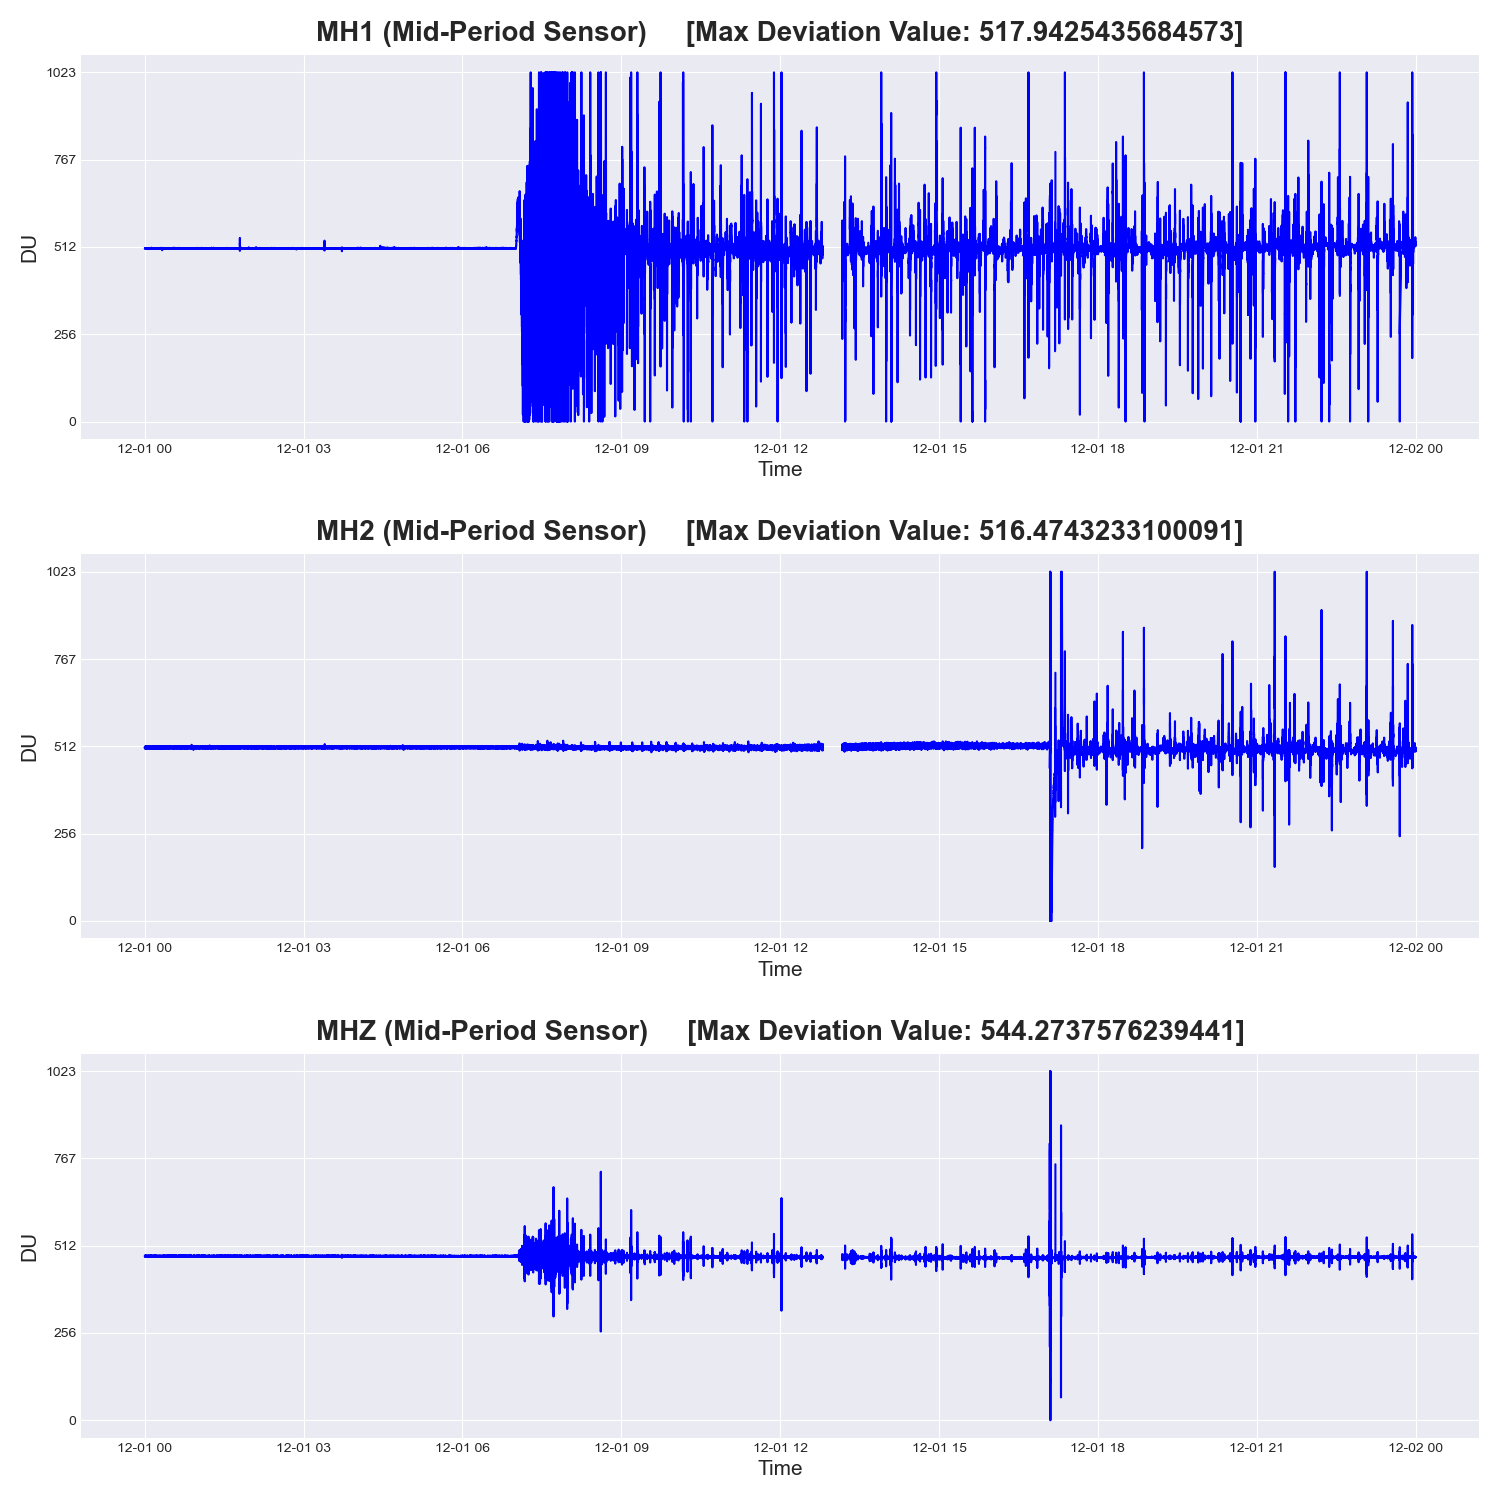 MH1 (Mid-Period Sensor) [Max Deviation Value: 517.9425435684573]
1023
767
512
256
0
DU
12-01 00 12-01 03 12-01 06 12-01 09 12-01 12 12-01 15 12-01 18 12-01 21 12-02 00
Time
MH2 (Mid-Period Sensor) [Max Deviation Value: 516.4743233100091]
1023
767
512
256
0
DU
12-01 00 12-01 03 12-01 06 12-01 09 12-01 12 12-01 15 12-01 18 12-01 21 12-02 00
Time
MHZ (Mid-Period Sensor) [Max Deviation Value: 544.2737576239441]
1023
767
512
256
0
DU
12-01 00 12-01 03 12-01 06 12-01 09 12-01 12 12-01 15 12-01 18 12-01 21 12-02 00
Time